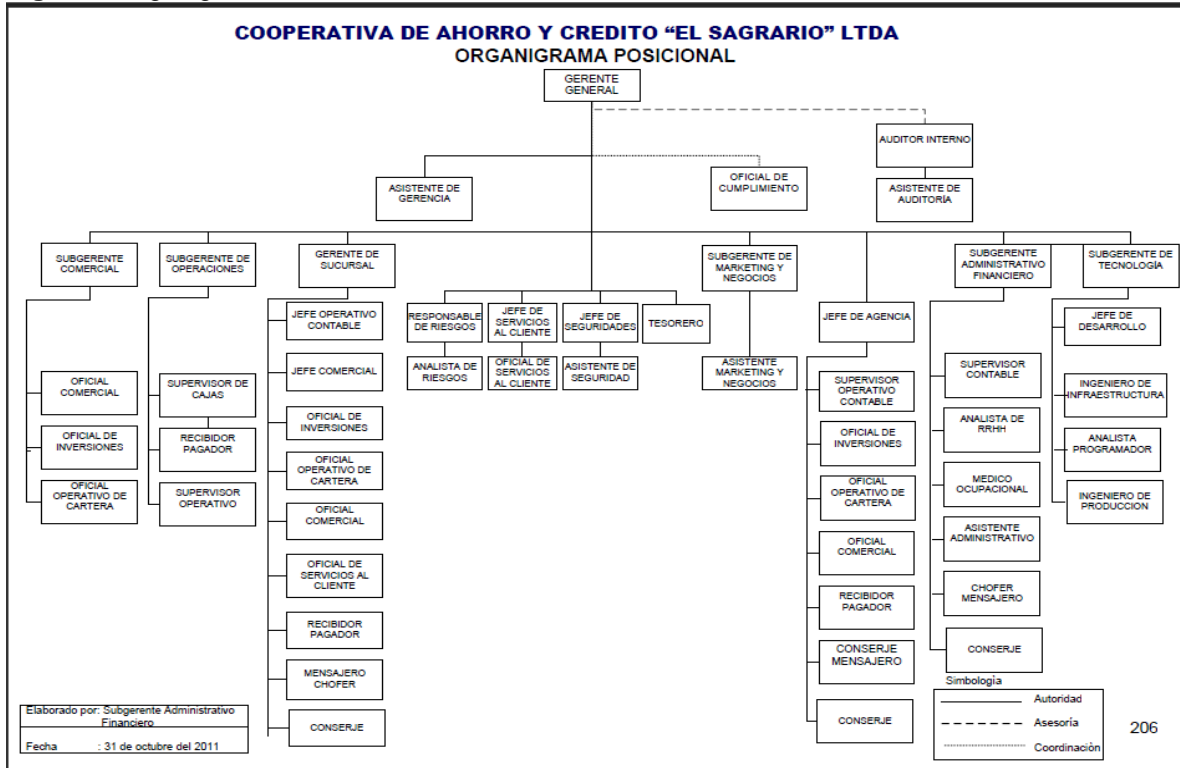 COOPERATIVA DE AHORRO Y CREDITO “EL SAGRARIO” LTDA
ORGANIGRAMA POSICIONAL
GERENTE
GENERAL
AUDITOR INTERNO
ASISTENTE DE
GERENCIA
OFICIAL DE
CUMPLIMIENTO
ASISTENTE DE
AUDITORÍA
SUBGERENTE
COMERCIAL
SUBGERENTE DE
OPERACIONES
GERENTE DE
SUCURSAL
SUBGERENTE DE
MARKETING Y
NEGOCIOS
SUBGERENTE
ADMINISTRATIVO
FINANCIERO
SUBGERENTE DE
TECNOLOGÍA
JEFE OPERATIVO
CONTABLE
RESPONSABLE
DE RIESGOS
JEFE DE
SERVICIOS
AL CLIENTE
JEFE DE
SEGURIDADES
TESORERO
JEFE DE AGENCIA
JEFE DE
DESARROLLO
JEFE COMERCIAL
ANALISTA DE
RIESGOS
OFICIAL DE
SERVICIOS
AL CLIENTE
ASISTENTE DE
SEGURIDAD
ASISTENTE
MARKETING Y
NEGOCIOS
OFICIAL
COMERCIAL
OFICIAL DE
INVERSIONES
OFICIAL
OPERATIVO DE
CARTERA
SUPERVISOR DE
CAJAS
RECIBIDOR
PAGADOR
SUPERVISOR
OPERATIVO
OFICIAL DE
INVERSIONES
OFICIAL
OPERATIVO DE
CARTERA
OFICIAL
COMERCIAL
OFICIAL DE
SERVICIOS AL
CLIENTE
RECIBIDOR
PAGADOR
MENSAJERO
CHOFER
CONSERJE
SUPERVISOR
OPERATIVO
CONTABLE
OFICIAL DE
INVERSIONES
OFICIAL
OPERATIVO DE
CARTERA
OFICIAL
COMERCIAL
RECIBIDOR
PAGADOR
CONSERJE
MENSAJERO
CONSERJE
SUPERVISOR
CONTABLE
ANALISTA DE
RRHH
MEDICO
OCUPACIONAL
ASISTENTE
ADMINISTRATIVO
CHOFER
MENSAJERO
CONSERJE
INGENIERO DE
INFRAESTRUCTURA
ANALISTA
PROGRAMADOR
INGENIERO DE
PRODUCCION
Simbología
Autoridad
Asesoría
Coordinación
Elaborado por: Subgerente Administrativo
Financiero
Fecha : 31 de octubre del 2011
206